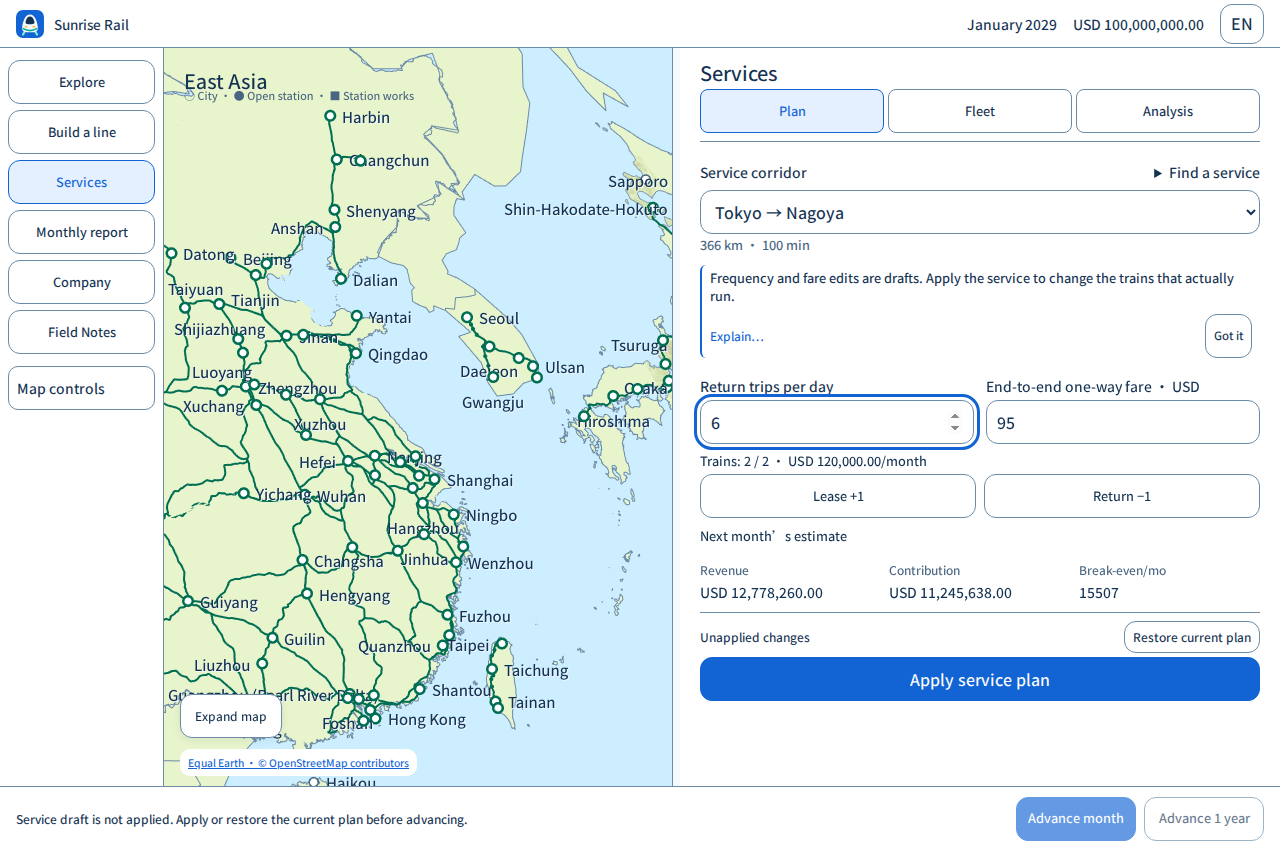 Sunrise Rail
January 2029
USD 100,000,000.00
EN
Explore
Build a line
Services
Monthly report
Company
Field Notes
Map controls
East Asia
City • Open station • Station works
Harbin
Changchun
Sapporo
Shin-Hakodate-Hokuto
Shenyang
Anshan
Datong
Beijing
Dalian
Taiyuan
Tianjin
Yantai
Seoul
Shijiazhuang
Jinan
Tsuruga
Qingdao
Daejeon
Ulsan
Luoyang
Zhengzhou
Osaka
Gwangju
Xuchang
Xuzhou
Hiroshima
Hefei
Nanjing
Shanghai
Yichang
Wuhan
Ningbo
Hangzhou
Changsha
Jinhua
Wenzhou
Hengyang
Guiyang
Fuzhou
Guilin
Quanzhou
Taipei
Liuzhou
Taichung
Guangzhou (Pearl River Delta)
Shantou
Tainan
Foshan
Hong Kong
Expand map
Equal Earth • © OpenStreetMap contributors
Haikou
Services
Plan
Fleet
Analysis
Service corridor
▶ Find a service
Tokyo → Nagoya
366 km • 100 min
Frequency and fare edits are drafts. Apply the service to change the trains that actually
run.
Explain…
Got it
Return trips per day
End-to-end one-way fare • USD
6
95
Trains: 2 / 2 • USD 120,000.00/month
Lease +1
Return −1
Next month’s estimate
Revenue
Contribution
Break-even/mo
USD 12,778,260.00
USD 11,245,638.00
15507
Unapplied changes
Restore current plan
Apply service plan
Service draft is not applied. Apply or restore the current plan before advancing.
Advance month
Advance 1 year